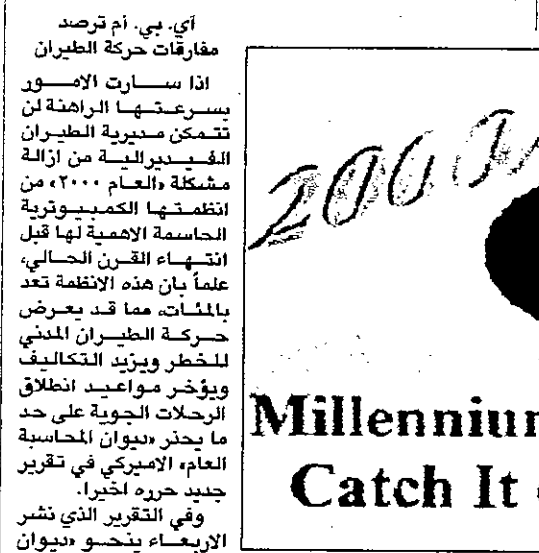 آي. بي. أم ترصد
مفارقات حركة الطيران
اذا سارت الامور
بسرعتها الراهنة لن
تتمكن مديرية الطيران
الفيديرالية من ازالة
مشكلة «العام ٢٠٠٠» من
انظمتها الكمبيوترية
الحاسمة الاهمية لها قبل
انتهاء القرن الحالي،
علماً بان هذه الانظمة تعد
بالمئات، مما قد يعرض
حركة الطيران المدني
للخطر ويزيد التكاليف
ويؤخر مواعيد انطلاق
الرحلات الجوية على حد
ما يحذر «ديوان المحاسبة
العام» الاميركي في تقرير
جديد حرره اخيرا.
وفي التقرير الذي نشر
الاربعاء ينحو «ديوان
2000
Millennium
Catch It